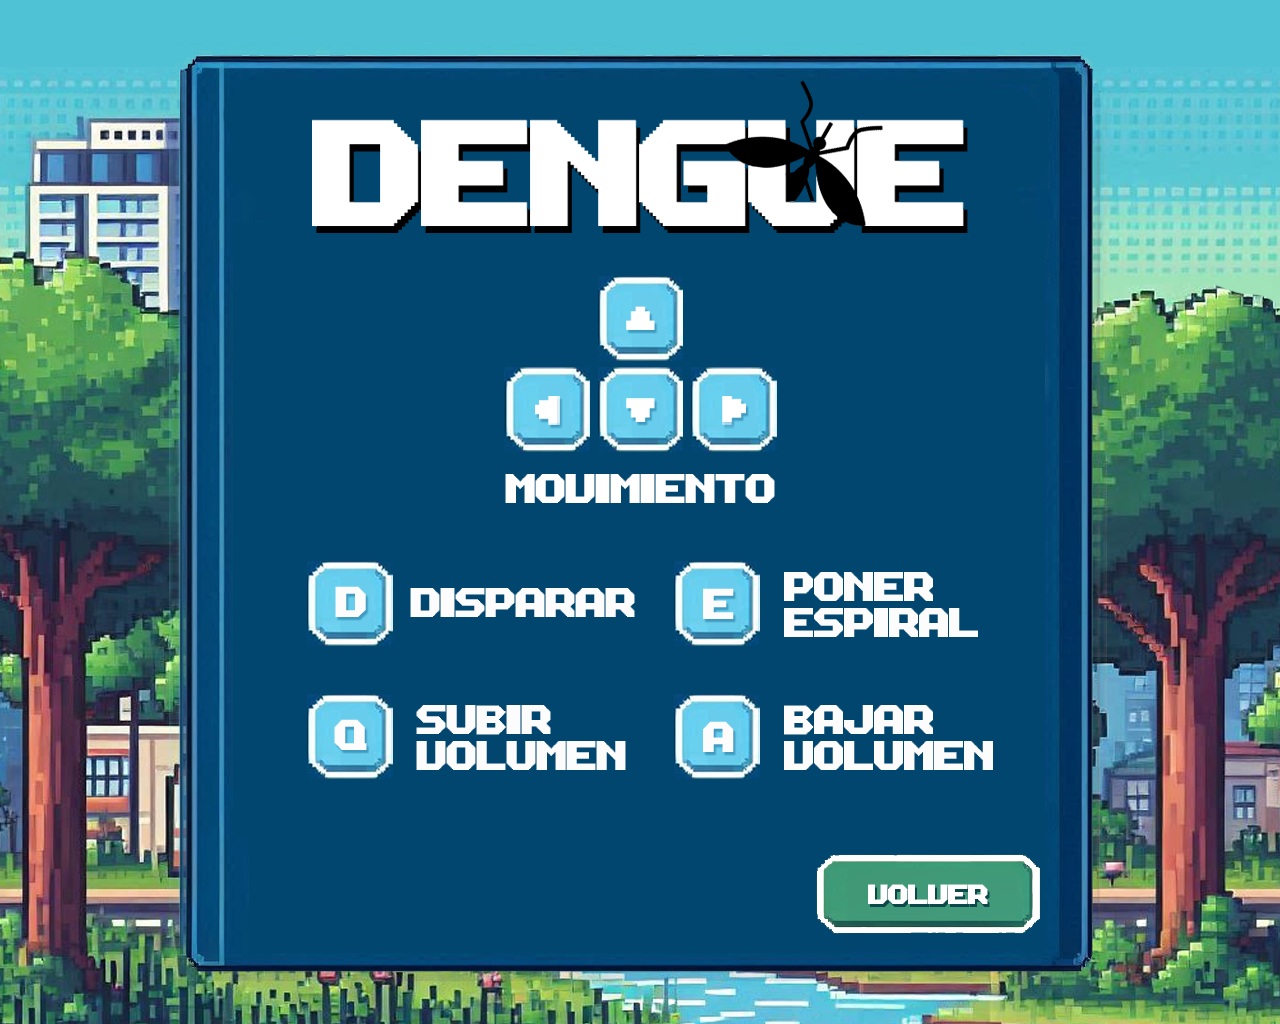 DENGUE
MOVIMIENTO
D DISPARAR
E PONER
ESPIRAL
Q SUBIR
VOLUMEN
A BAJAR
VOLUMEN
VOLVER